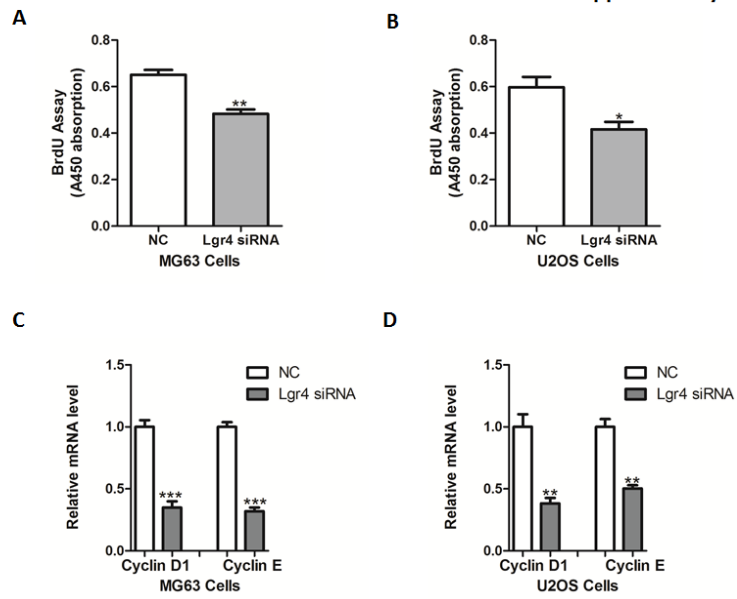 A
BrdU Assay
(A450 absorption)
0.8
0.6
0.4
0.2
0.0
**
NC
Lgr4 siRNA
MG63 Cells
B
BrdU Assay
(A450 absorption)
0.8
0.6
0.4
0.2
0.0
*
NC
Lgr4 siRNA
U2OS Cells
C
Relative mRNA level
1.5
1.0
0.5
0.0
NC
Lgr4 siRNA
***
***
Cyclin D1
Cyclin E
MG63 Cells
D
Relative mRNA level
1.5
1.0
0.5
0.0
NC
Lgr4 siRNA
**
**
Cyclin D1
Cyclin E
U2OS Cells